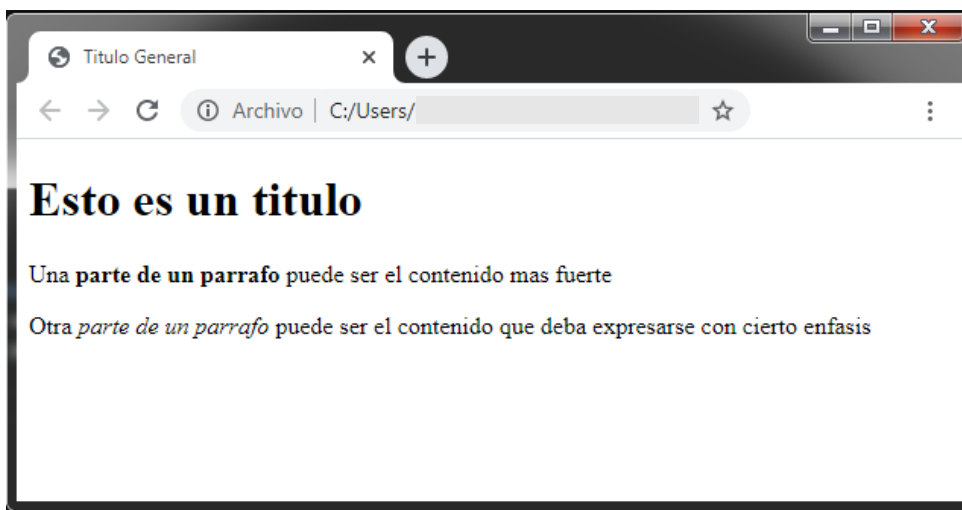 Titulo General
Archivo | C:/Users/
Esto es un titulo
Una parte de un parrafo puede ser el contenido mas fuerte
Otra parte de un parrafo puede ser el contenido que deba expresarse con cierto enfasis